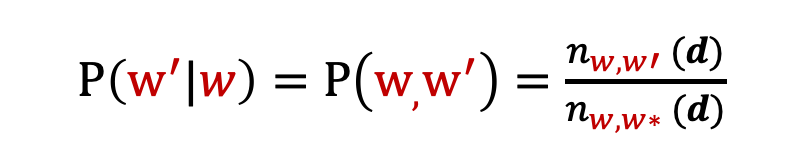 P(w′|w) = P(w,w′) = n_{w,w′} (d) / n_{w,w*} (d)